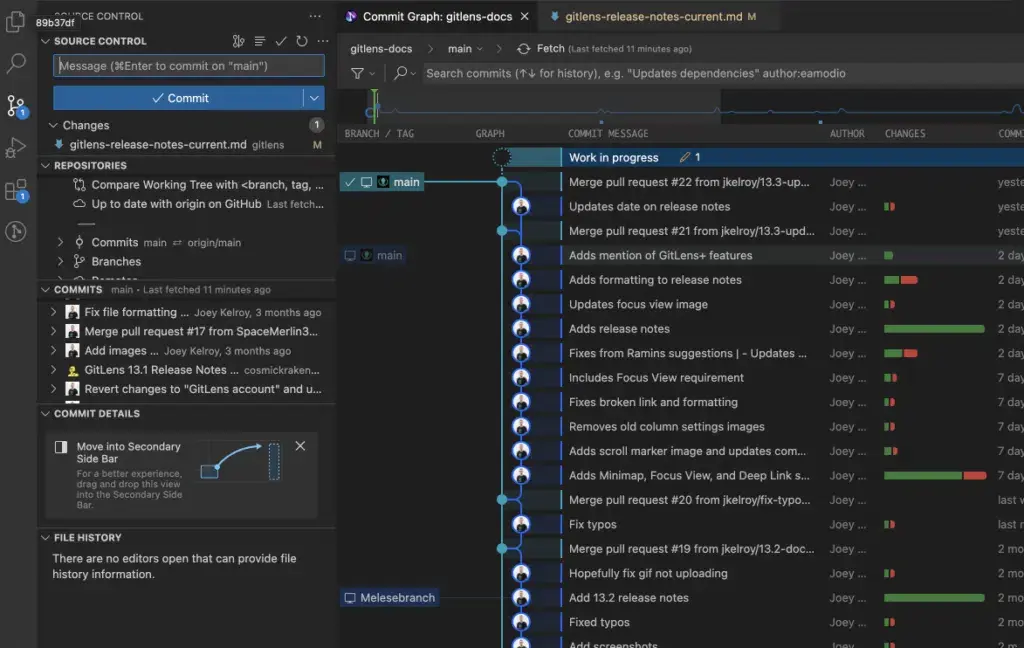 SOURCE CONTROL
89b37df
SOURCE CONTROL
Message (⌘Enter to commit on "main")
Commit
Changes 1
gitlens-release-notes-current.md gitlens M
REPOSITORIES
Compare Working Tree with <branch, tag, ...
Up to date with origin on GitHub Last fetch...
Commits main ⇄ origin/main
Branches
COMMITS main • Last fetched 11 minutes ago
Fix file formatting ... Joey Kelroy, 3 months ago
Merge pull request #17 from SpaceMerlin3...
Add images ... Joey Kelroy, 3 months ago
GitLens 13.1 Release Notes ... cosmickraken...
Revert changes to "GitLens account" and u...
COMMIT DETAILS
Move into Secondary
Side Bar
For a better experience,
drag and drop this view
into the Secondary Side
Bar.
FILE HISTORY
There are no editors open that can provide file
history information.
1
1
Commit Graph: gitlens-docs
gitlens-release-notes-current.md M
gitlens-docs > main > Fetch (Last fetched 11 minutes ago)
Search commits (↑↓ for history), e.g. "Updates dependencies" author:eamodio
BRANCH / TAG GRAPH COMMIT MESSAGE AUTHOR CHANGES COMM
Work in progress 1
main Merge pull request #22 from jkelroy/13.3-up... Joey ... yeste
Updates date on release notes Joey ... yeste
Merge pull request #21 from jkelroy/13.3-upd... Joey ... yeste
main Adds mention of GitLens+ features Joey ... 2 day
Adds formatting to release notes Joey ... 2 day
Updates focus view image Joey ... 2 day
Adds release notes Joey ... 2 day
Fixes from Ramins suggestions | - Updates ... Joey ... 2 day
Includes Focus View requirement Joey ... 7 day
Fixes broken link and formatting Joey ... 7 day
Removes old column settings images Joey ... 7 day
Adds scroll marker image and updates com... Joey ... 7 day
Adds Minimap, Focus View, and Deep Link s... Joey ... 7 day
Merge pull request #20 from jkelroy/fix-typo... Joey ... last w
Fix typos Joey ... last
Merge pull request #19 from jkelroy/13.2-doc... Joey ... 2 mo
Hopefully fix gif not uploading Joey ... 2 mo
Melesebranch Add 13.2 release notes Joey ... 2 mo
Fixed typos Joey ... 2 mo
Add screenshots Joey ...